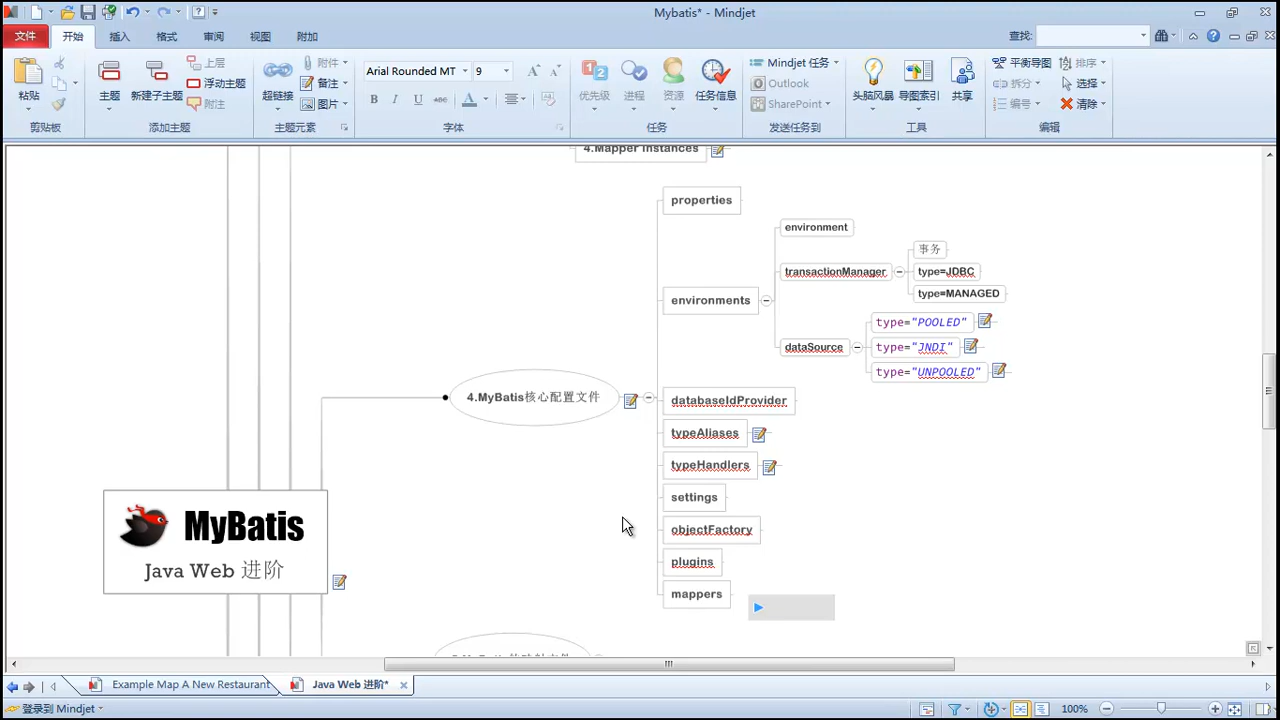 Mybatis* - Mindjet
文件 开始 插入 格式 审阅 视图 附加 查找:
粘贴 主题 新建子主题 上层 浮动主题 附注 超链接 附件 备注 图片 Arial Rounded MT 9 B I U abc A 优先级 进程 资源 任务信息 Mindjet 任务 Outlook SharePoint 头脑风暴 导图索引 共享 平衡导图 拆分 编号 排序 选择 清除
剪贴板 添加主题 主题元素 字体 任务 发送任务到 工具 编辑
4.Mapper Instances
properties
environment
事务
transactionManager
type=JDBC
type=MANAGED
environments
type="POOLED"
dataSource
type="JNDI"
type="UNPOOLED"
4.MyBatis核心配置文件
databaseIdProvider
typeAliases
typeHandlers
settings
objectFactory
plugins
mappers
MyBatis
Java Web 进阶
Example Map A New Restaurant Java Web 进阶*
登录到 Mindjet 100%